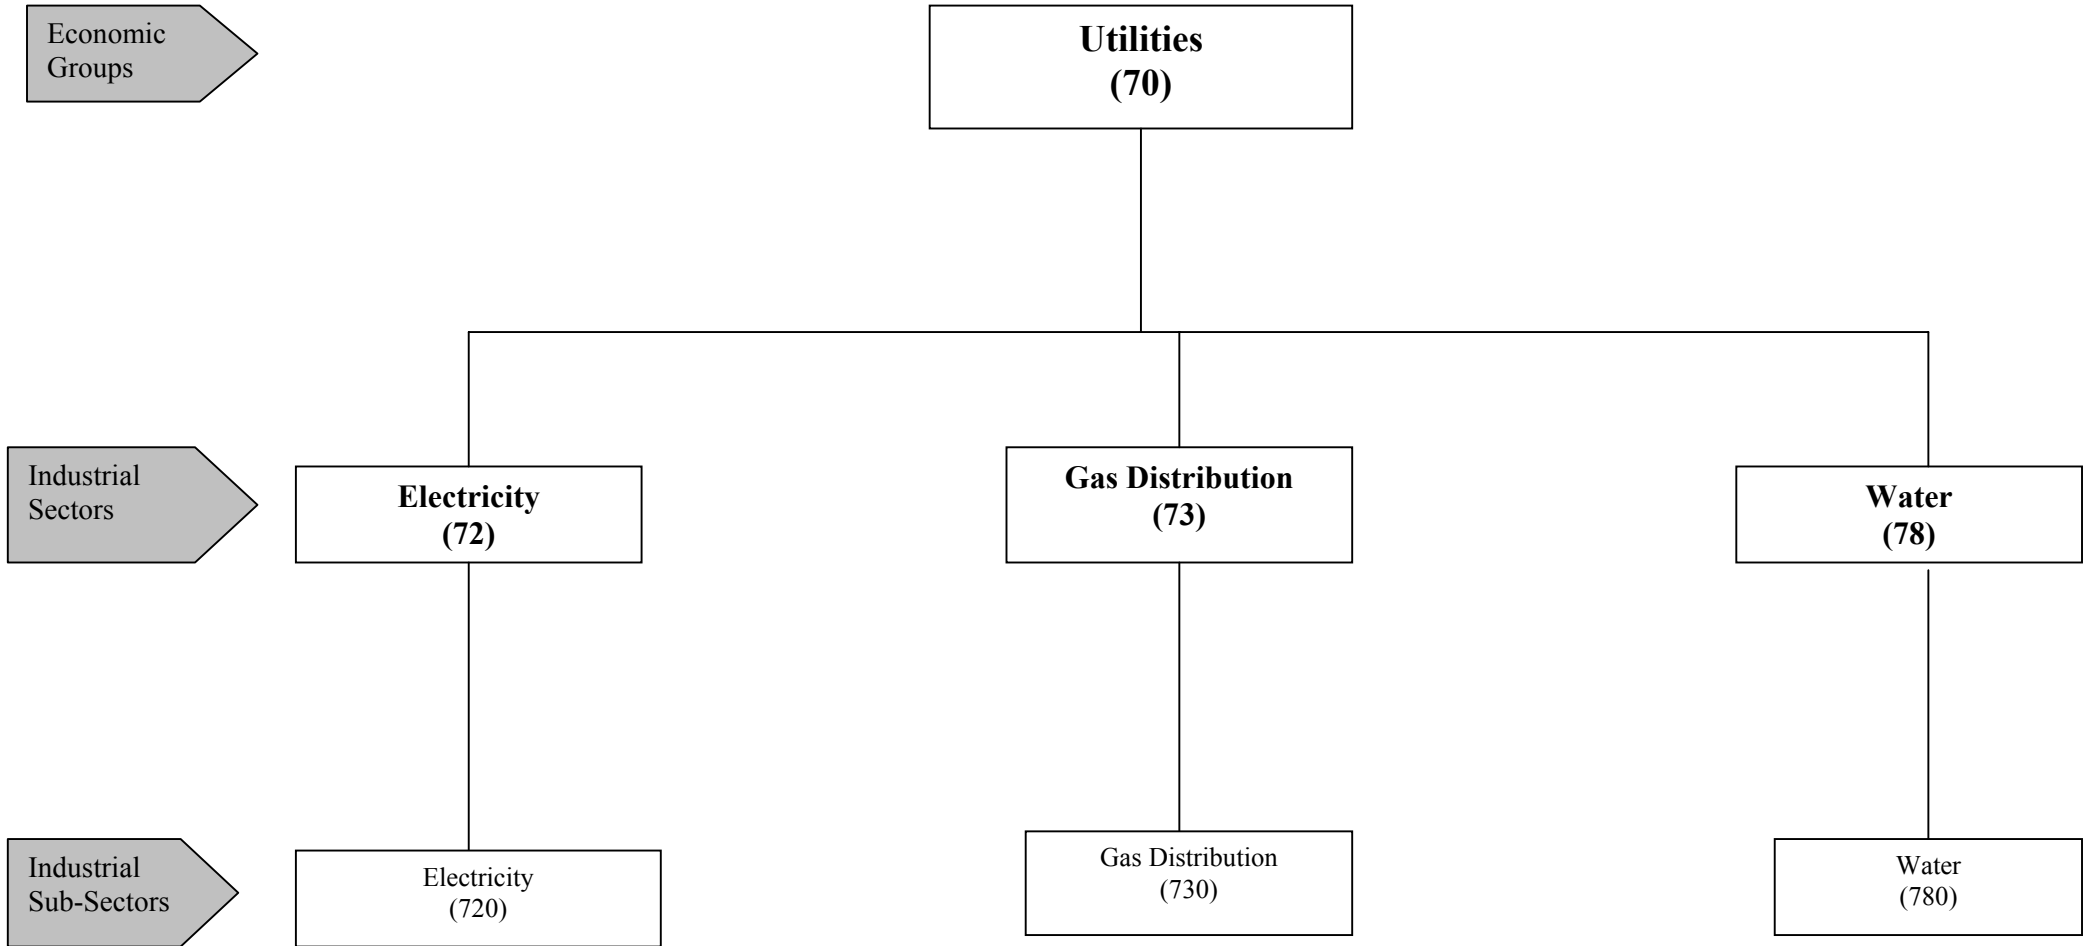 Economic
Groups
Utilities
(70)
Industrial
Sectors
Electricity
(72)
Gas Distribution
(73)
Water
(78)
Industrial
Sub-Sectors
Electricity
(720)
Gas Distribution
(730)
Water
(780)